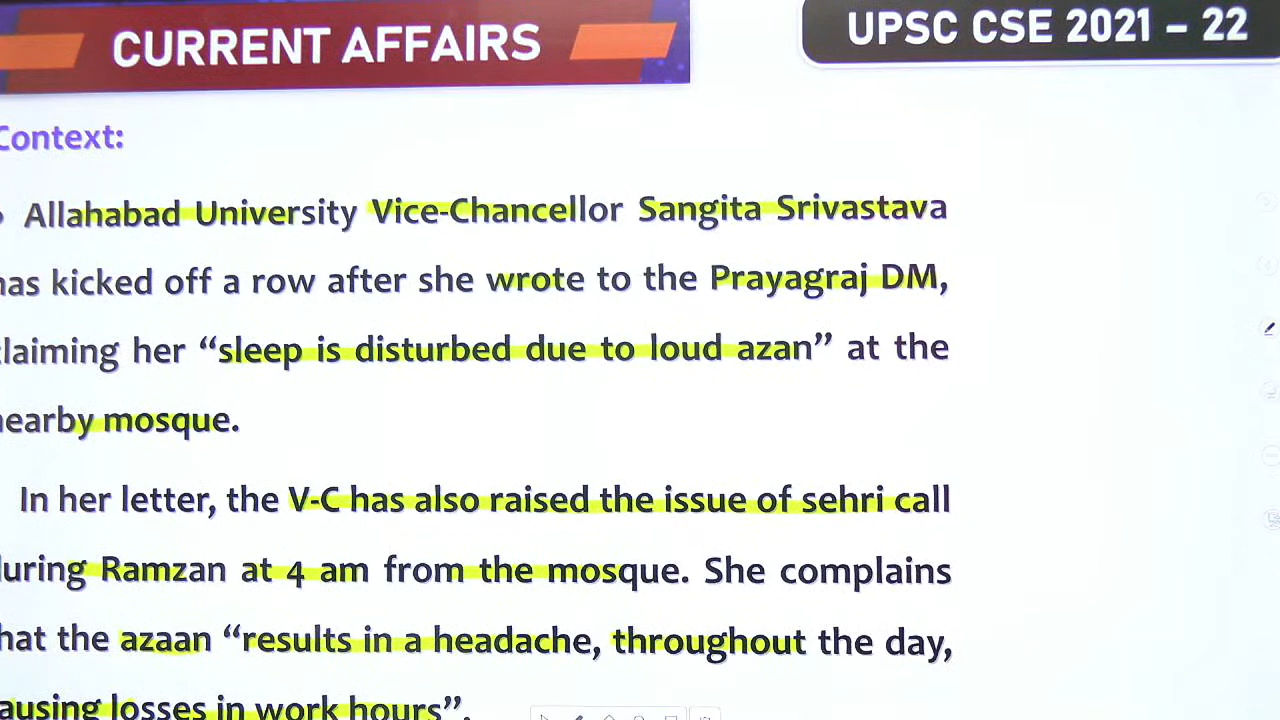 CURRENT AFFAIRS
UPSC CSE 2021 – 22
Context:
Allahabad University Vice-Chancellor Sangita Srivastava
has kicked off a row after she wrote to the Prayagraj DM,
claiming her “sleep is disturbed due to loud azan” at the
nearby mosque.
In her letter, the V-C has also raised the issue of sehri call
during Ramzan at 4 am from the mosque. She complains
that the azaan “results in a headache, throughout the day,
causing losses in work hours”.